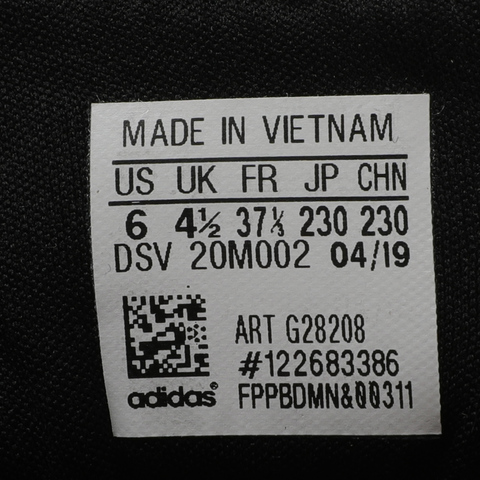 MADE IN VIETNAM
US UK FR JP CHN
6 4½ 37⅓ 230 230
DSV 20M002 04/19
ART G28208
#122683386
adidas® FPPBDMN&00311